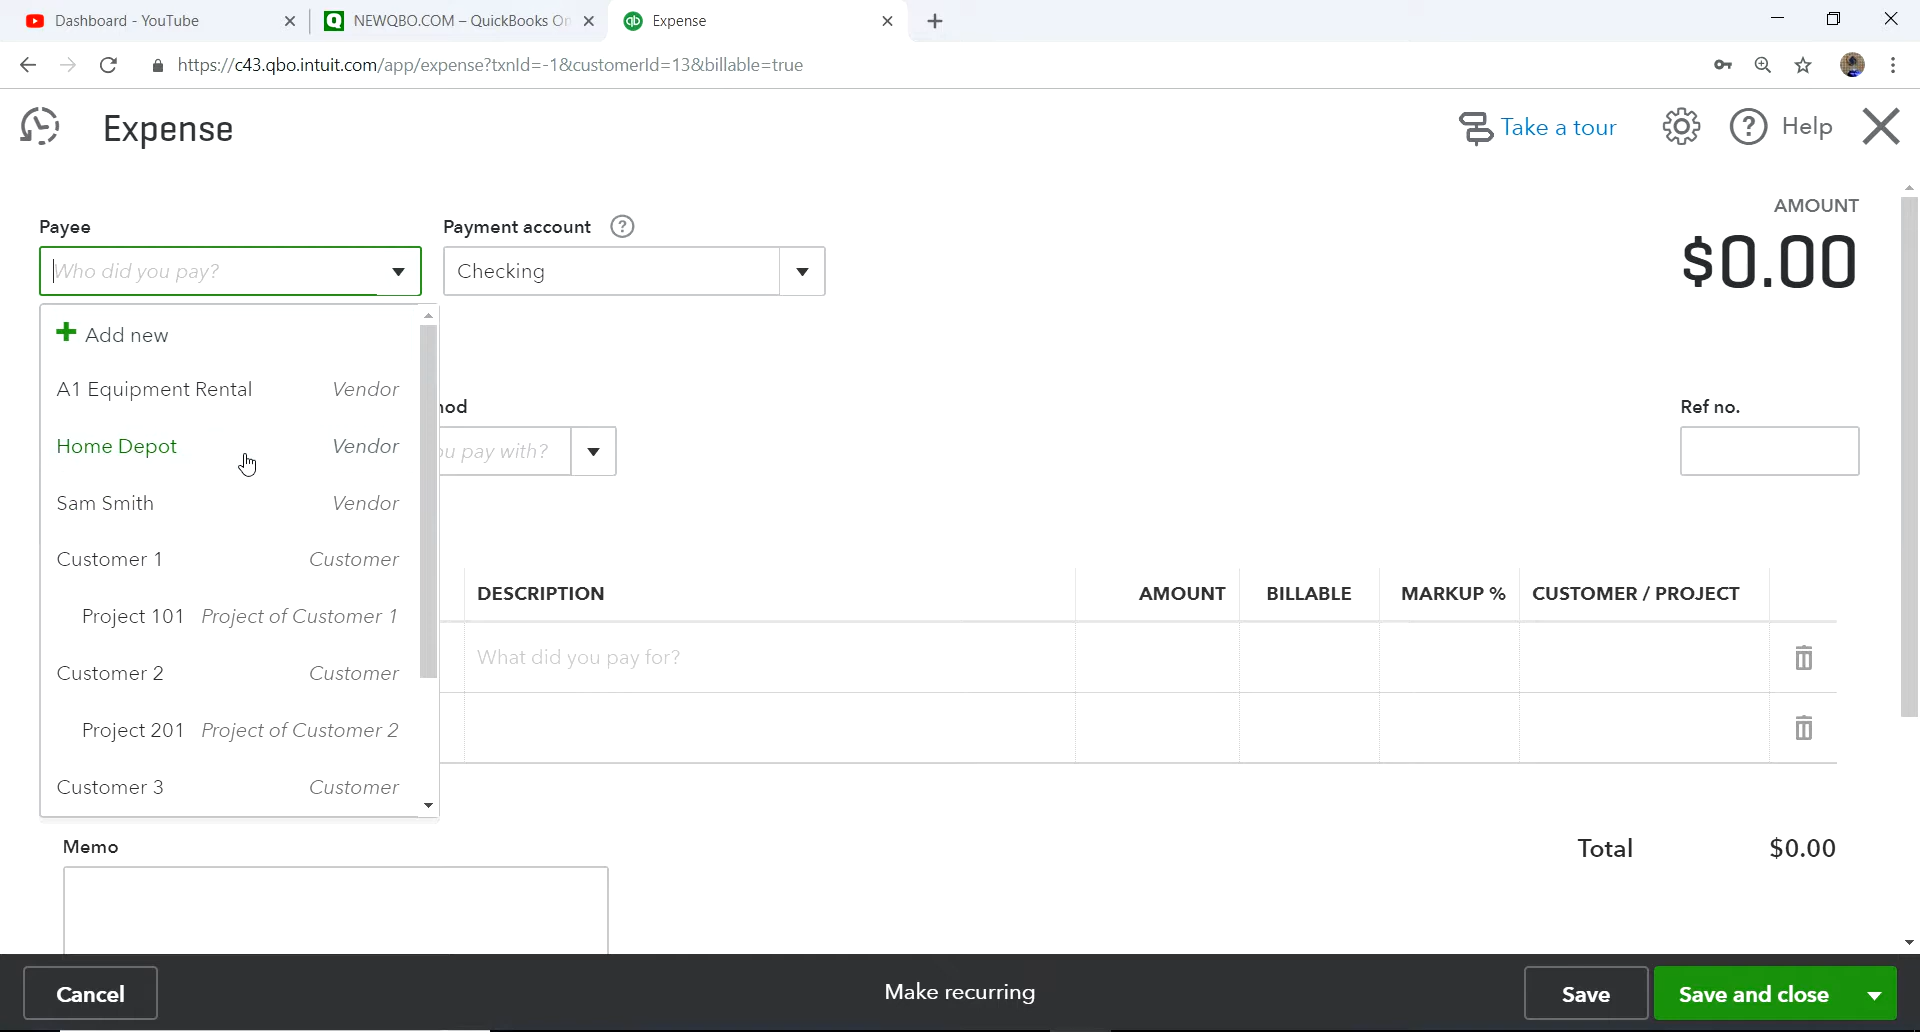 Dashboard - YouTube
NEWQBO.COM – QuickBooks On
qb Expense
https://c43.qbo.intuit.com/app/expense?txnId=-1&customerId=13&billable=true
Expense
Take a tour
? Help
AMOUNT
$0.00
Payee
Payment account ?
Who did you pay?
Checking
+ Add new
A1 Equipment Rental Vendor
Home Depot Vendor
Sam Smith Vendor
Customer 1 Customer
Project 101 Project of Customer 1
Customer 2 Customer
Project 201 Project of Customer 2
Customer 3 Customer
Ref no.
pay with?
DESCRIPTION AMOUNT BILLABLE MARKUP % CUSTOMER / PROJECT
What did you pay for?
Memo
Total $0.00
Cancel
Make recurring
Save
Save and close